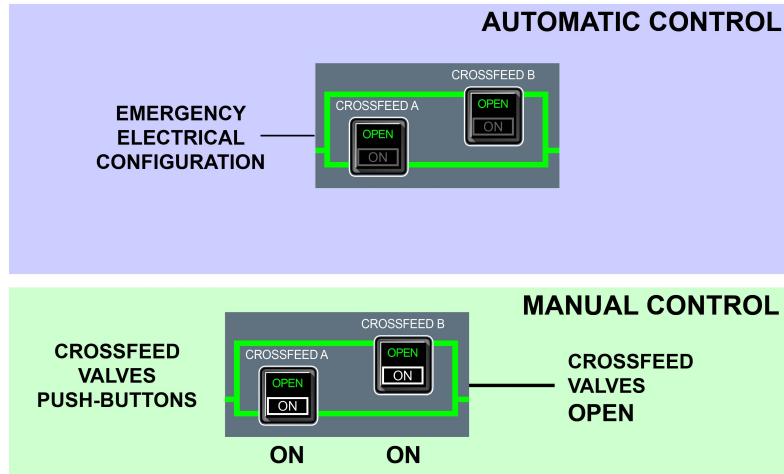 AUTOMATIC CONTROL
CROSSFEED B
OPEN
ON
CROSSFEED A
OPEN
ON
EMERGENCY
ELECTRICAL
CONFIGURATION
MANUAL CONTROL
CROSSFEED B
OPEN
ON
CROSSFEED A
OPEN
ON
CROSSFEED
VALVES
PUSH-BUTTONS
CROSSFEED
VALVES
OPEN
ON ON